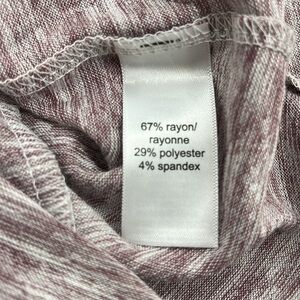 67% rayon/
rayonne
29% polyester
4% spandex